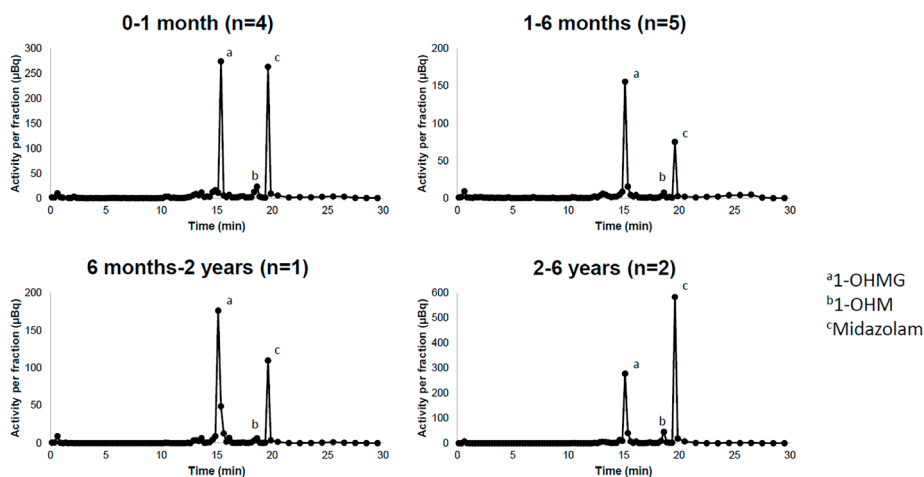 0-1 month (n=4)
Activity per fraction (µBq)
300
250
200
150
100
50
0
a
b
c
0 5 10 15 20 25 30
Time (min)
1-6 months (n=5)
Activity per fraction (µBq)
200
150
100
50
0
a
b
c
0 5 10 15 20 25 30
Time (min)
6 months-2 years (n=1)
Activity per fraction (µBq)
200
150
100
50
0
a
b
c
0 5 10 15 20 25 30
Time (min)
2-6 years (n=2)
Activity per fraction (µBq)
600
500
400
300
200
100
0
a
b
c
0 5 10 15 20 25 30
Time (min)
ᵃ1-OHMG
ᵇ1-OHM
ᶜMidazolam